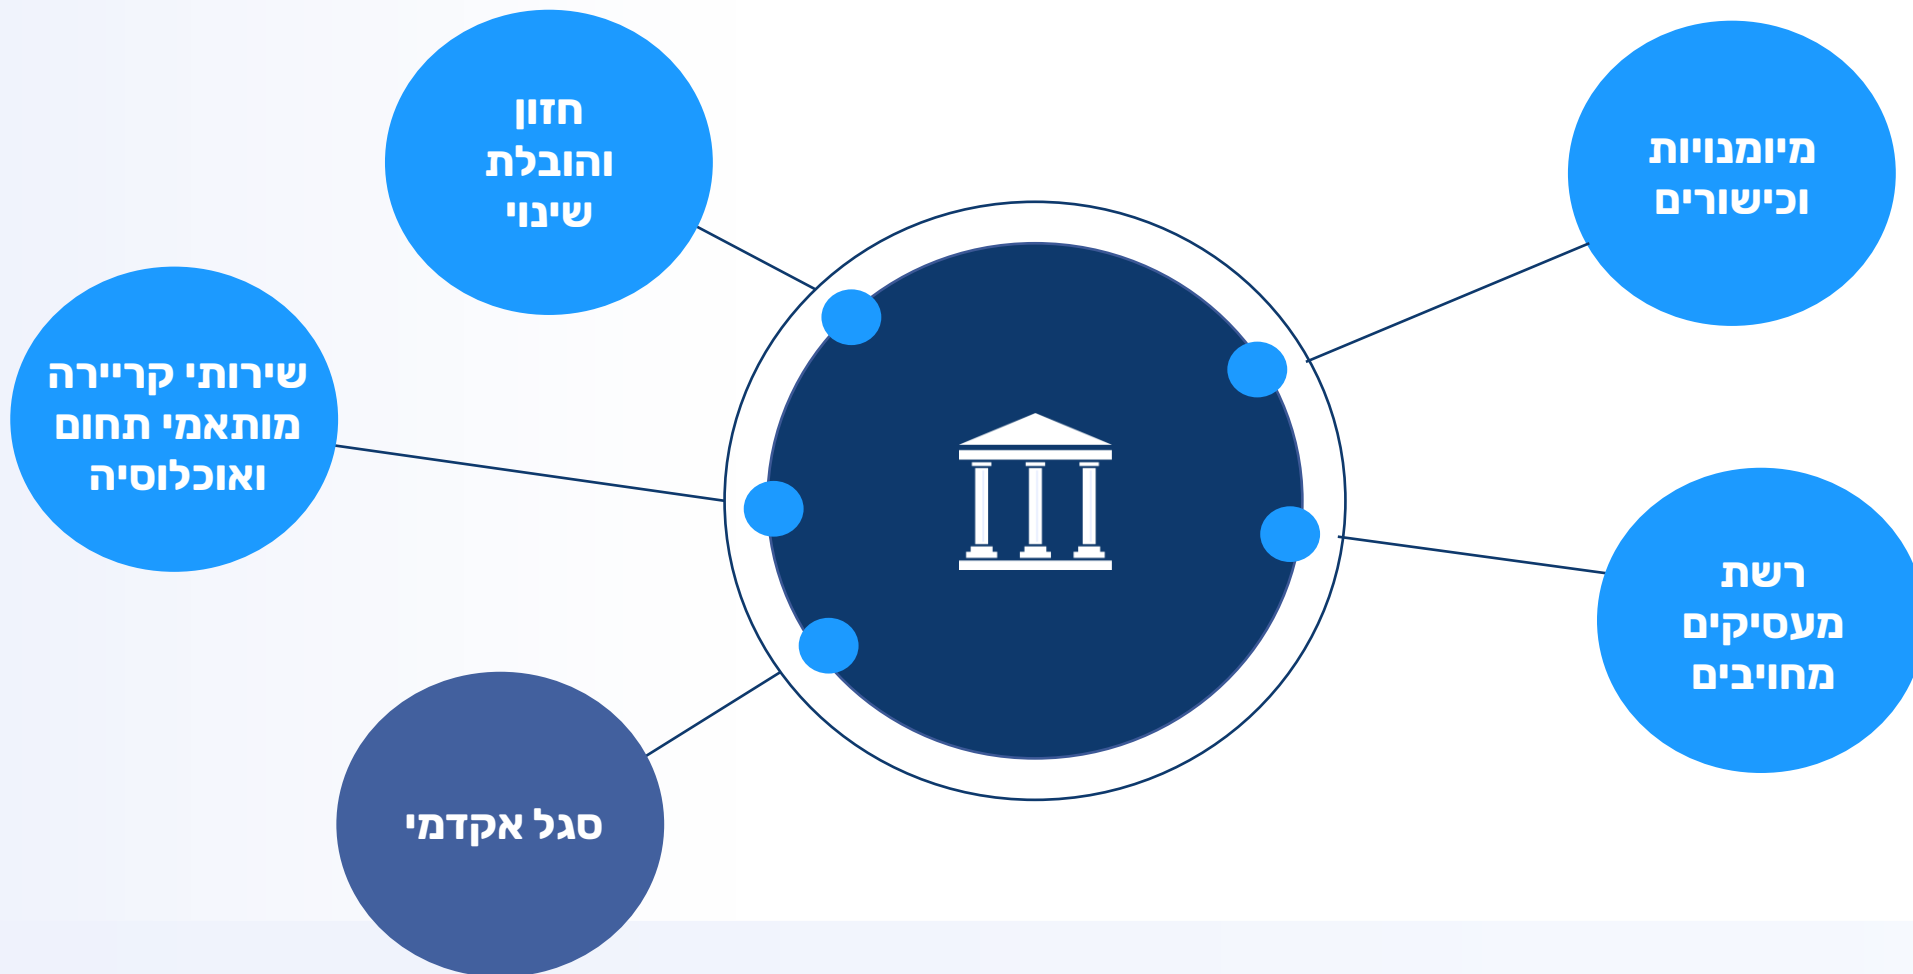 מיומנויות
וכישורים
חזון
והובלת
שינוי
שירותי קריירה
מותאמי תחום
ואוכלוסיה
רשת
מעסיקים
מחויבים
סגל אקדמי